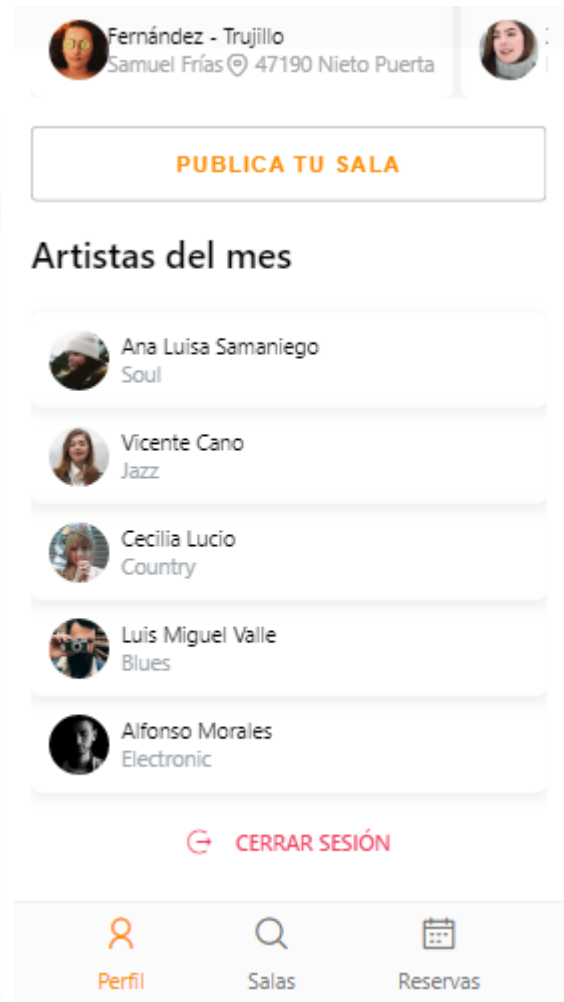 Fernández - Trujillo
Samuel Frías 47190 Nieto Puerta
PUBLICA TU SALA
Artistas del mes
Ana Luisa Samaniego
Soul
Vicente Cano
Jazz
Cecilia Lucio
Country
Luis Miguel Valle
Blues
Alfonso Morales
Electronic
CERRAR SESIÓN
Perfil Salas Reservas